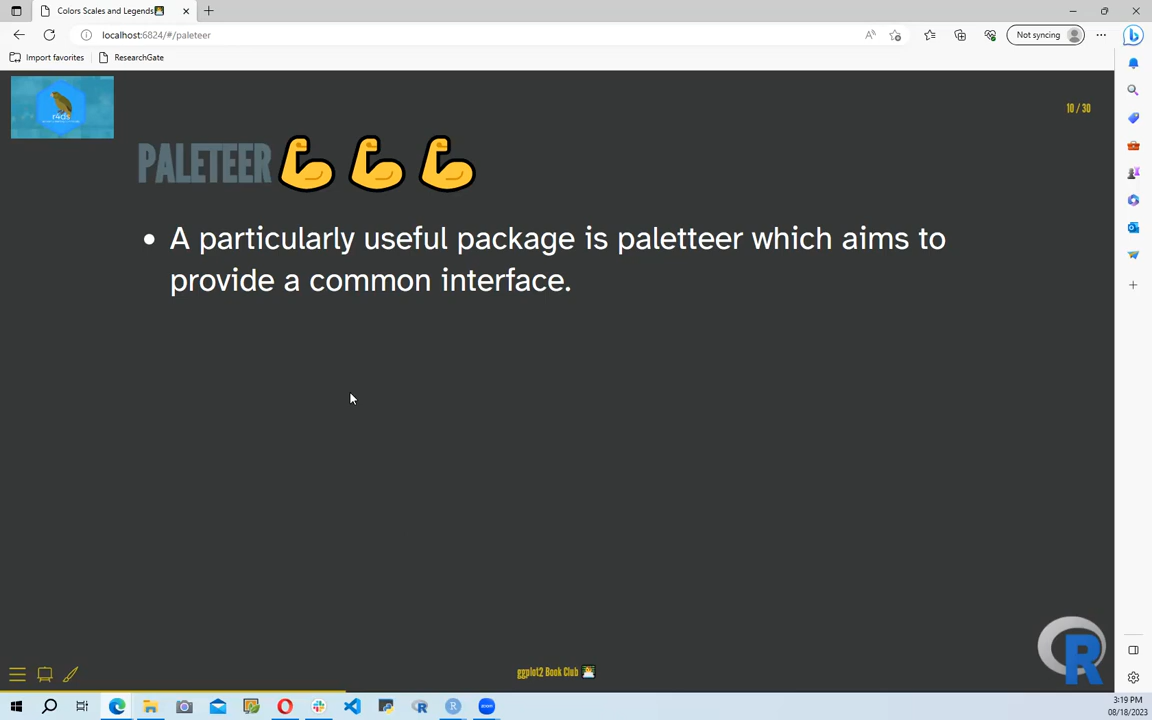 Colors Scales and Legends
localhost:6824/#/paleteer
Not syncing
Import favorites
ResearchGate
r4ds
10 / 30
PALETEER
A particularly useful package is paletteer which aims to
provide a common interface.
ggplot2 Book Club
R
3:19 PM
08/18/2023